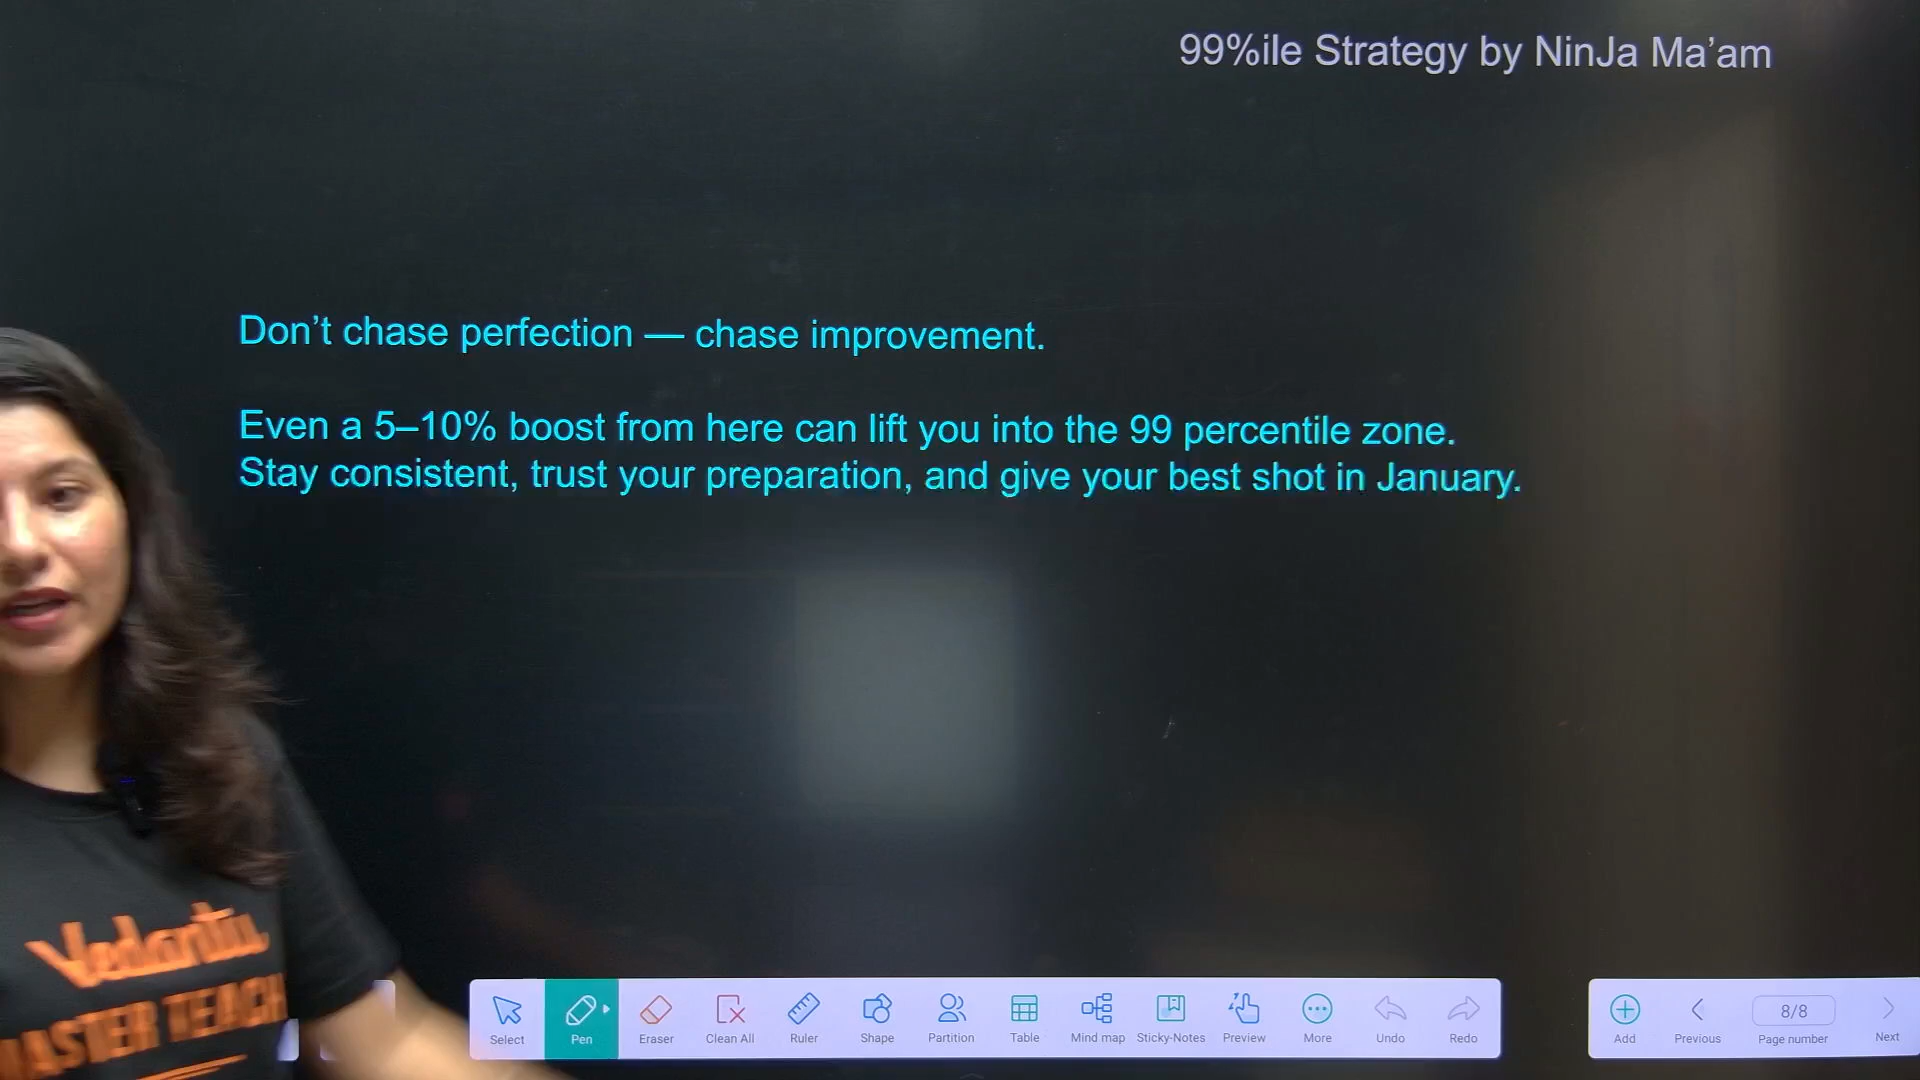 99%ile Strategy by NinJa Ma’am
Don’t chase perfection — chase improvement.
Even a 5–10% boost from here can lift you into the 99 percentile zone.
Stay consistent, trust your preparation, and give your best shot in January.
Vedantu
MASTER TEACH
Select
Pen
Eraser
Clean All
Ruler
Shape
Partition
Table
Mind map
Sticky-Notes
Preview
More
Undo
Redo
Add
Previous
8/8
Page number
Next